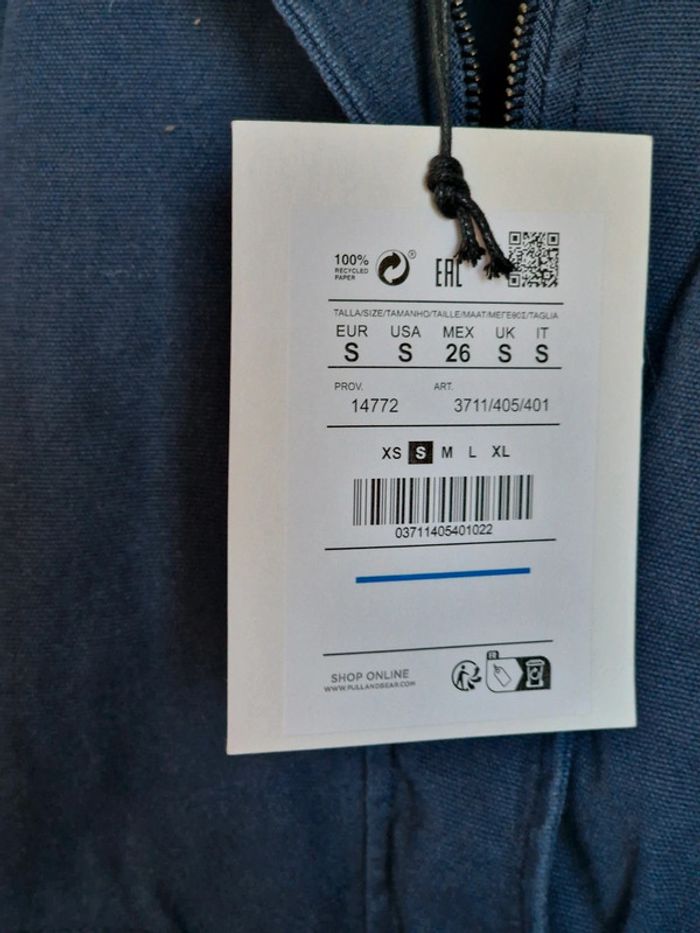 100%
RECYCLED
PAPER
®
EAC
TALLA/SIZE/TAMANHO/TAILLE/MAAT/ΜΕΓΕΘΟΣ/TAGLIA
EUR USA MEX UK IT
S S 26 S S
PROV. ART.
14772 3711/405/401
XS S M L XL
03711405401022
SHOP ONLINE
WWW.PULLANDBEAR.COM
FR